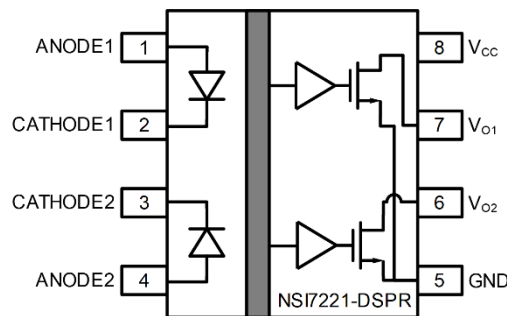 ANODE1 1
CATHODE1 2
CATHODE2 3
ANODE2 4
8 VCC
7 VO1
6 VO2
5 GND
NSI7221-DSPR